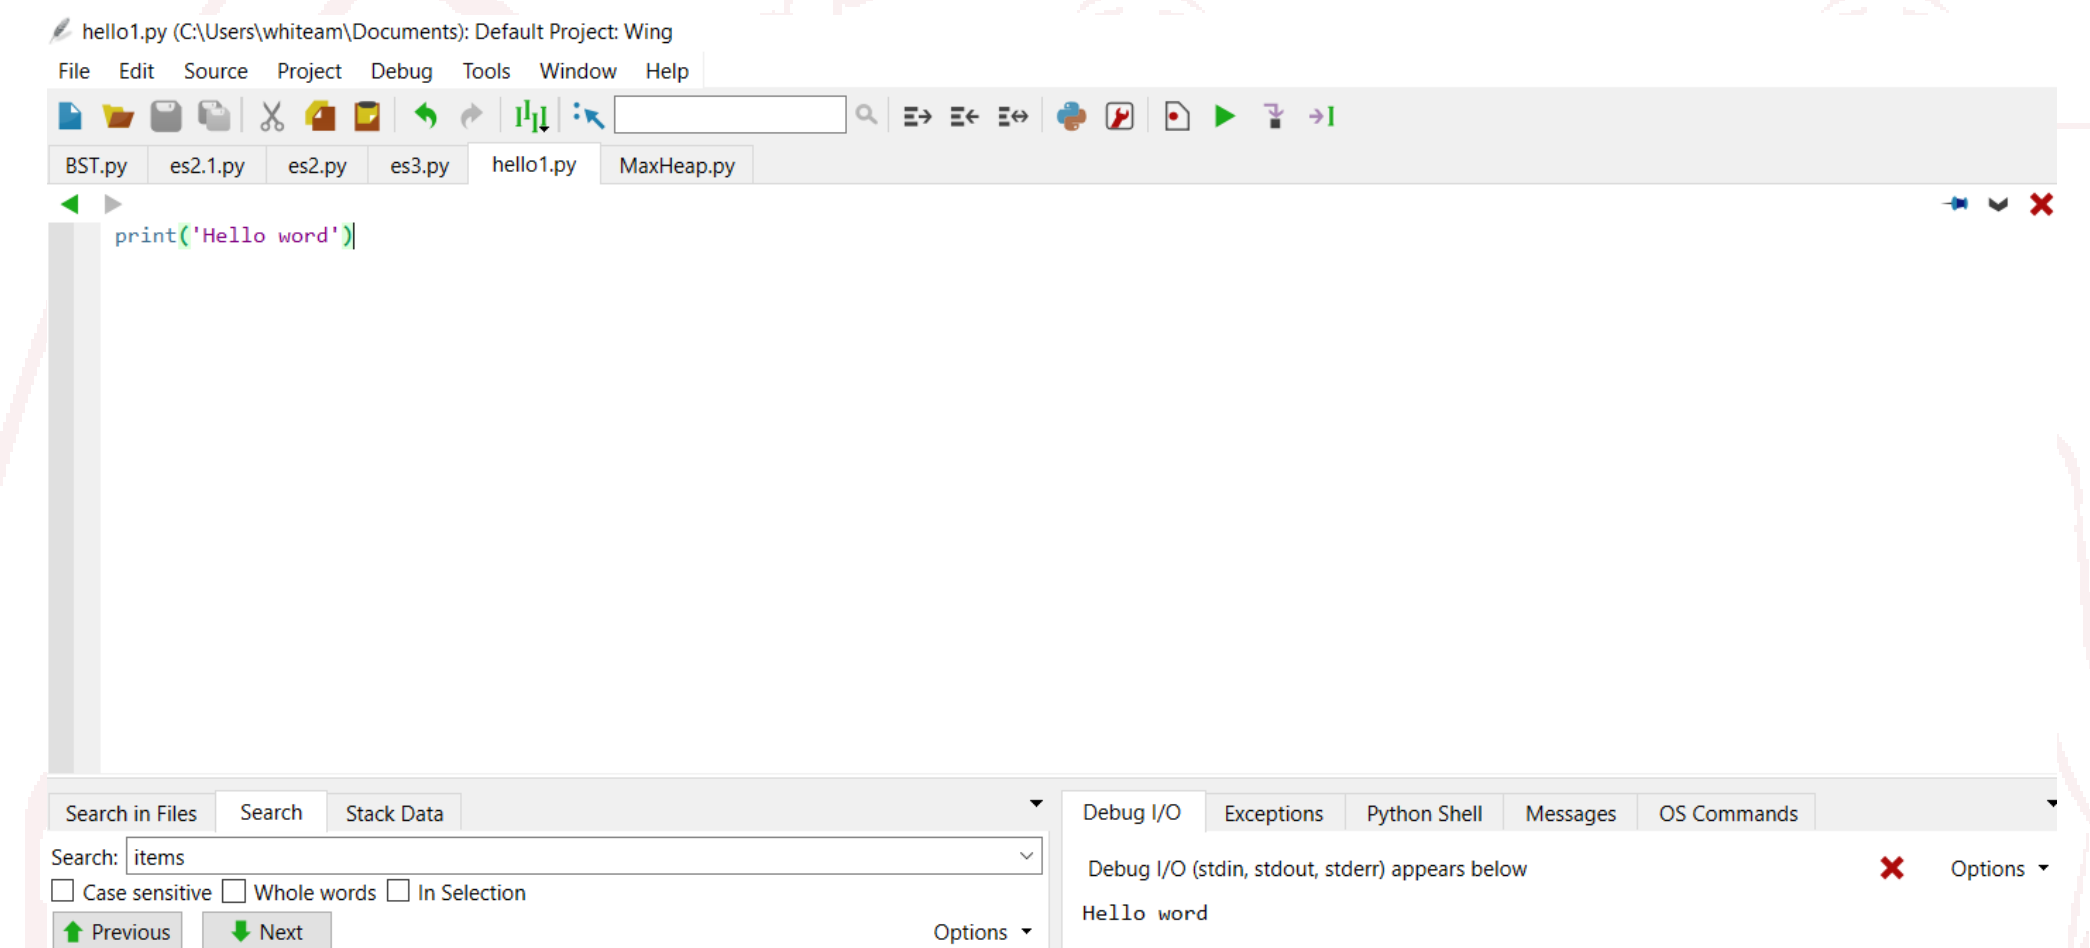 hello1.py (C:\Users\whiteam\Documents): Default Project: Wing
File Edit Source Project Debug Tools Window Help
BST.py es2.1.py es2.py es3.py hello1.py MaxHeap.py
print('Hello word')
Search in Files Search Stack Data
Search: items
Case sensitive Whole words In Selection
Previous Next Options
Debug I/O Exceptions Python Shell Messages OS Commands
Debug I/O (stdin, stdout, stderr) appears below Options
Hello word